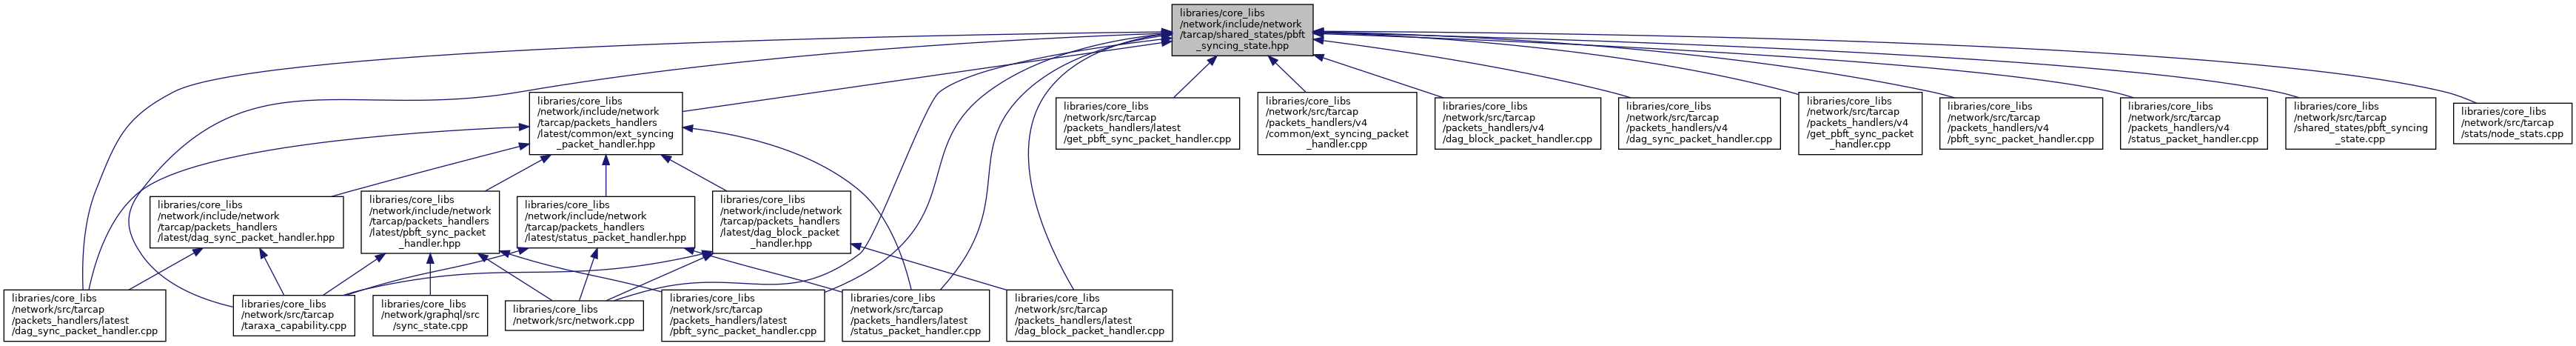 libraries/core_libs
/network/include/network
/tarcap/shared_states/pbft
_syncing_state.hpp
libraries/core_libs
/network/include/network
/tarcap/packets_handlers
/latest/common/ext_syncing
_packet_handler.hpp
libraries/core_libs
/network/src/tarcap
/packets_handlers/latest
/get_pbft_sync_packet_handler.cpp
libraries/core_libs
/network/src/tarcap
/packets_handlers/v4
/common/ext_syncing_packet
_handler.cpp
libraries/core_libs
/network/src/tarcap
/packets_handlers/v4
/dag_block_packet_handler.cpp
libraries/core_libs
/network/src/tarcap
/packets_handlers/v4
/dag_sync_packet_handler.cpp
libraries/core_libs
/network/src/tarcap
/packets_handlers/v4
/get_pbft_sync_packet
_handler.cpp
libraries/core_libs
/network/src/tarcap
/packets_handlers/v4
/pbft_sync_packet_handler.cpp
libraries/core_libs
/network/src/tarcap
/packets_handlers/v4
/status_packet_handler.cpp
libraries/core_libs
/network/src/tarcap
/shared_states/pbft_syncing
_state.cpp
libraries/core_libs
/network/src/tarcap
/stats/node_stats.cpp
libraries/core_libs
/network/include/network
/tarcap/packets_handlers
/latest/dag_sync_packet_handler.hpp
libraries/core_libs
/network/include/network
/tarcap/packets_handlers
/latest/pbft_sync_packet
_handler.hpp
libraries/core_libs
/network/include/network
/tarcap/packets_handlers
/latest/status_packet_handler.hpp
libraries/core_libs
/network/include/network
/tarcap/packets_handlers
/latest/dag_block_packet
_handler.hpp
libraries/core_libs
/network/src/tarcap
/packets_handlers/latest
/dag_sync_packet_handler.cpp
libraries/core_libs
/network/src/tarcap
/taraxa_capability.cpp
libraries/core_libs
/network/graphql/src
/sync_state.cpp
libraries/core_libs
/network/src/network.cpp
libraries/core_libs
/network/src/tarcap
/packets_handlers/latest
/pbft_sync_packet_handler.cpp
libraries/core_libs
/network/src/tarcap
/packets_handlers/latest
/status_packet_handler.cpp
libraries/core_libs
/network/src/tarcap
/packets_handlers/latest
/dag_block_packet_handler.cpp